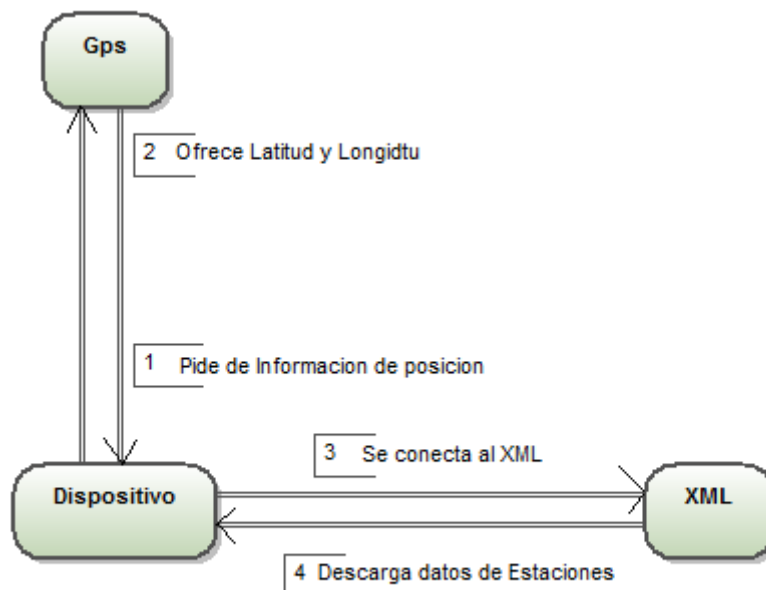 Gps
2 Ofrece Latitud y Longidtu
1 Pide de Informacion de posicion
3 Se conecta al XML
Dispositivo
XML
4 Descarga datos de Estaciones